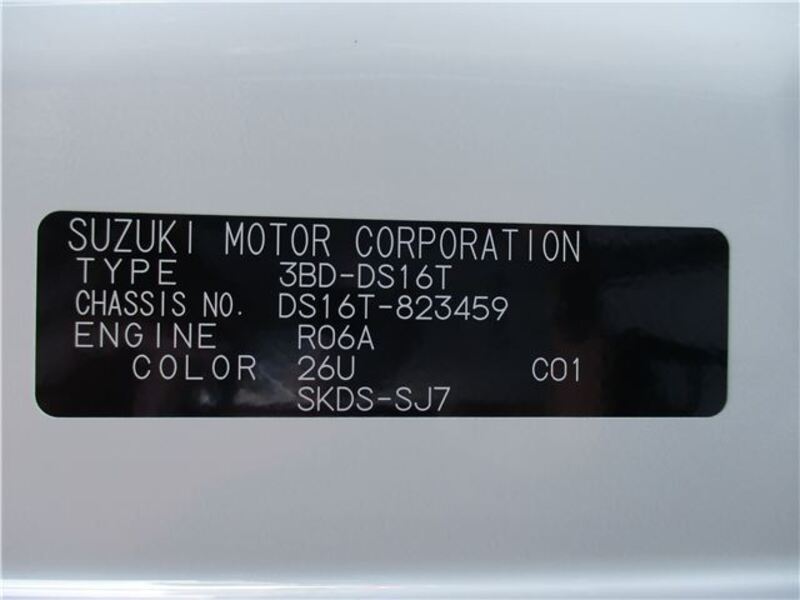 SUZUKI MOTOR CORPORATION
TYPE 3BD-DS16T
CHASSIS NO. DS16T-823459
ENGINE R06A
COLOR 26U C01
SKDS-SJ7